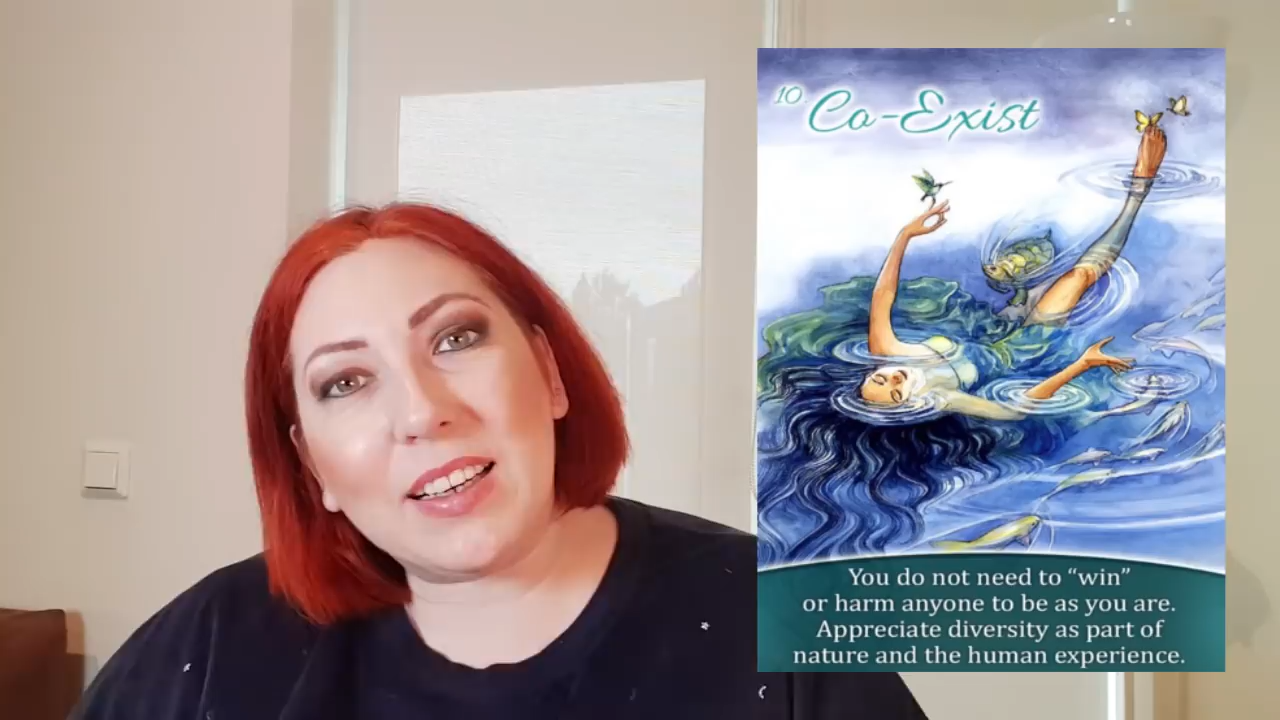 10.
Co-Exist
You do not need to “win”
or harm anyone to be as you are.
Appreciate diversity as part of
nature and the human experience.